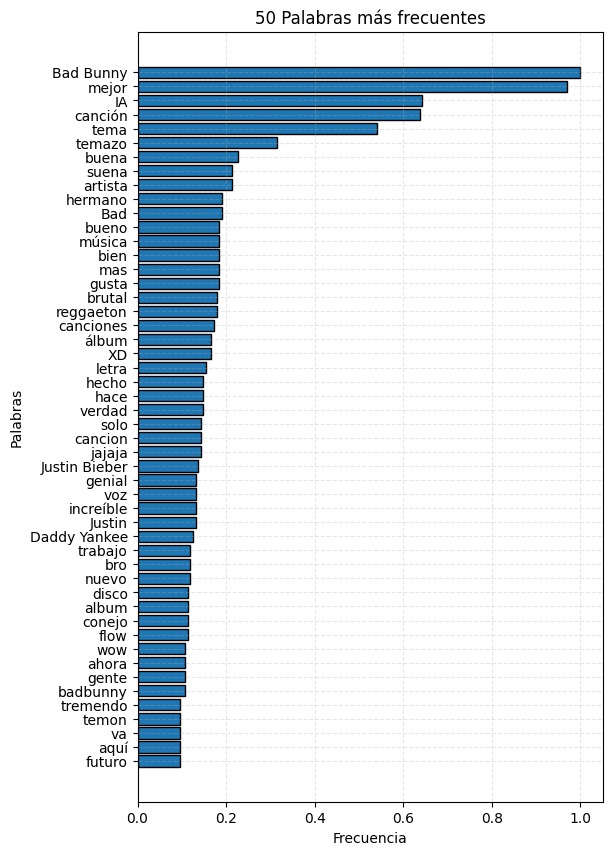 50 Palabras más frecuentes
Bad Bunny
mejor
IA
canción
tema
temazo
buena
suena
artista
hermano
Bad
bueno
música
bien
mas
gusta
brutal
reggaeton
canciones
álbum
XD
letra
hecho
hace
verdad
solo
cancion
jajaja
Justin Bieber
genial
voz
increíble
Justin
Daddy Yankee
trabajo
bro
nuevo
disco
album
conejo
flow
wow
ahora
gente
badbunny
tremendo
temon
va
aquí
futuro
Palabras
0.0 0.2 0.4 0.6 0.8 1.0
Frecuencia